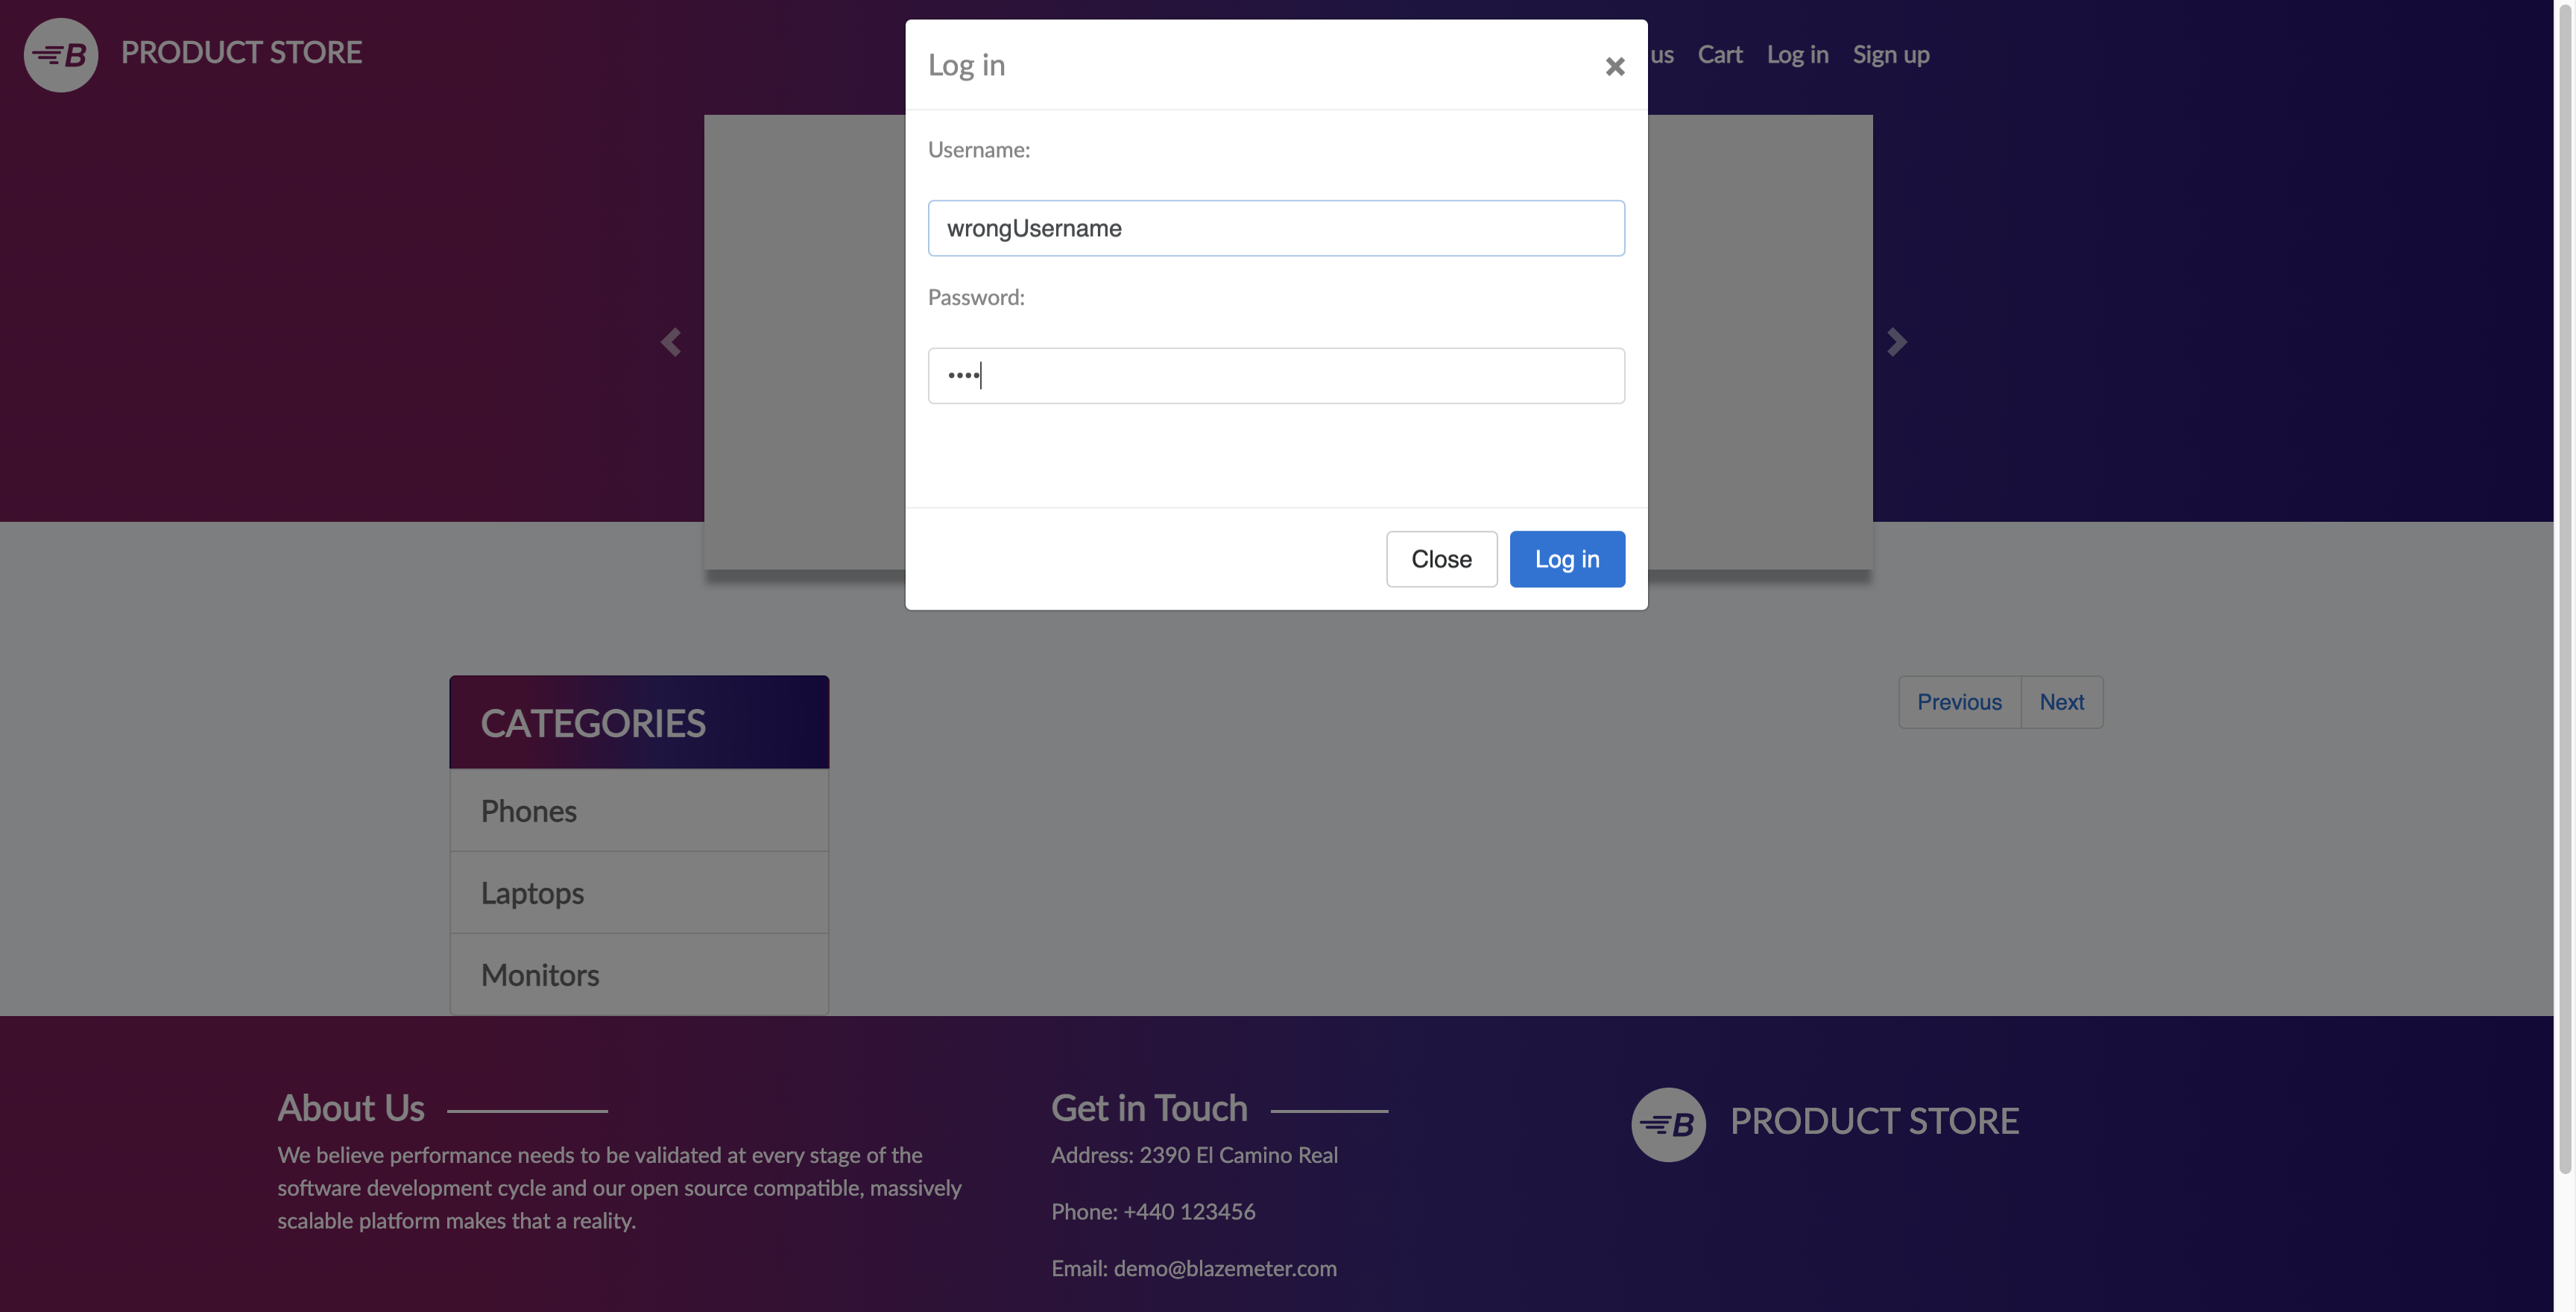 B PRODUCT STORE
us Cart Log in Sign up
Log in
Username:
wrongUsername
Password:
••••
Close Log in
CATEGORIES
Phones
Laptops
Monitors
Previous Next
About Us
We believe performance needs to be validated at every stage of the
software development cycle and our open source compatible, massively
scalable platform makes that a reality.
Get in Touch
Address: 2390 El Camino Real
Phone: +440 123456
Email: demo@blazemeter.com
B PRODUCT STORE